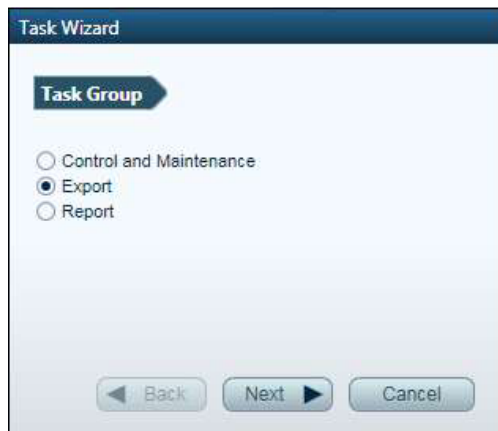 Task Wizard
Task Group
Control and Maintenance
Export
Report
Back Next Cancel